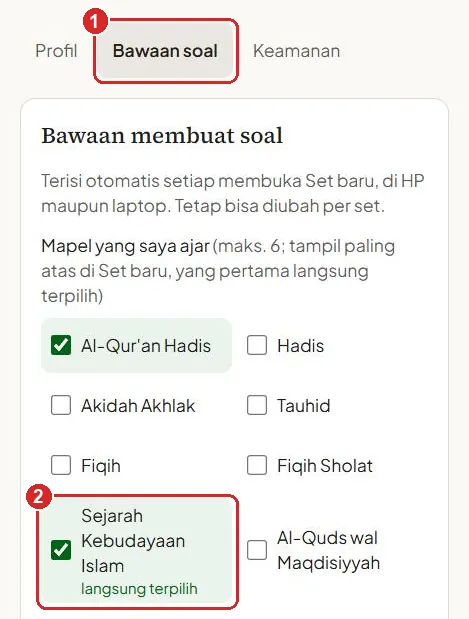 1
Profil Bawaan soal Keamanan
Bawaan membuat soal
Terisi otomatis setiap membuka Set baru, di HP
maupun laptop. Tetap bisa diubah per set.
Mapel yang saya ajar (maks. 6; tampil paling
atas di Set baru, yang pertama langsung
terpilih)
Al-Qur'an Hadis
Hadis
Akidah Akhlak
Tauhid
Fiqih
Fiqih Sholat
2
Sejarah
Kebudayaan
Islam
langsung terpilih
Al-Quds wal
Maqdisiyyah